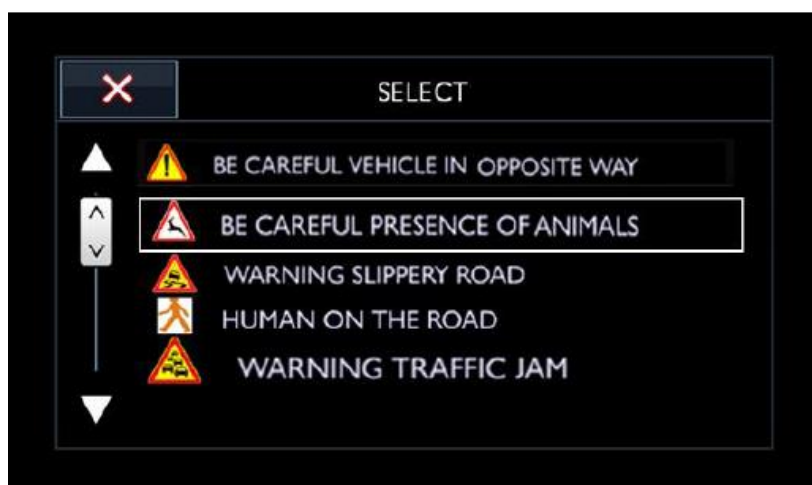 SELECT
BE CAREFUL VEHICLE IN OPPOSITE WAY
BE CAREFUL PRESENCE OF ANIMALS
WARNING SLIPPERY ROAD
HUMAN ON THE ROAD
WARNING TRAFFIC JAM